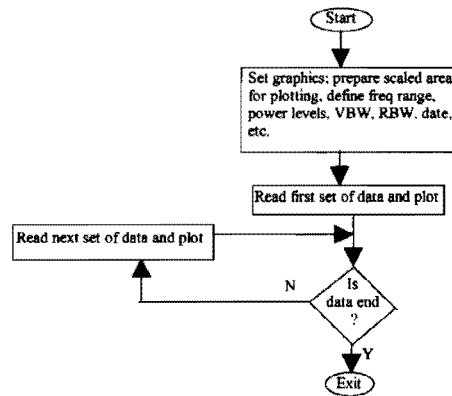 Start
Set graphics; prepare scaled area
for plotting, define freq range,
power levels, VBW, RBW, date,
etc.
Read first set of data and plot
Read next set of data and plot
Is
data end
?
N
Y
Exit